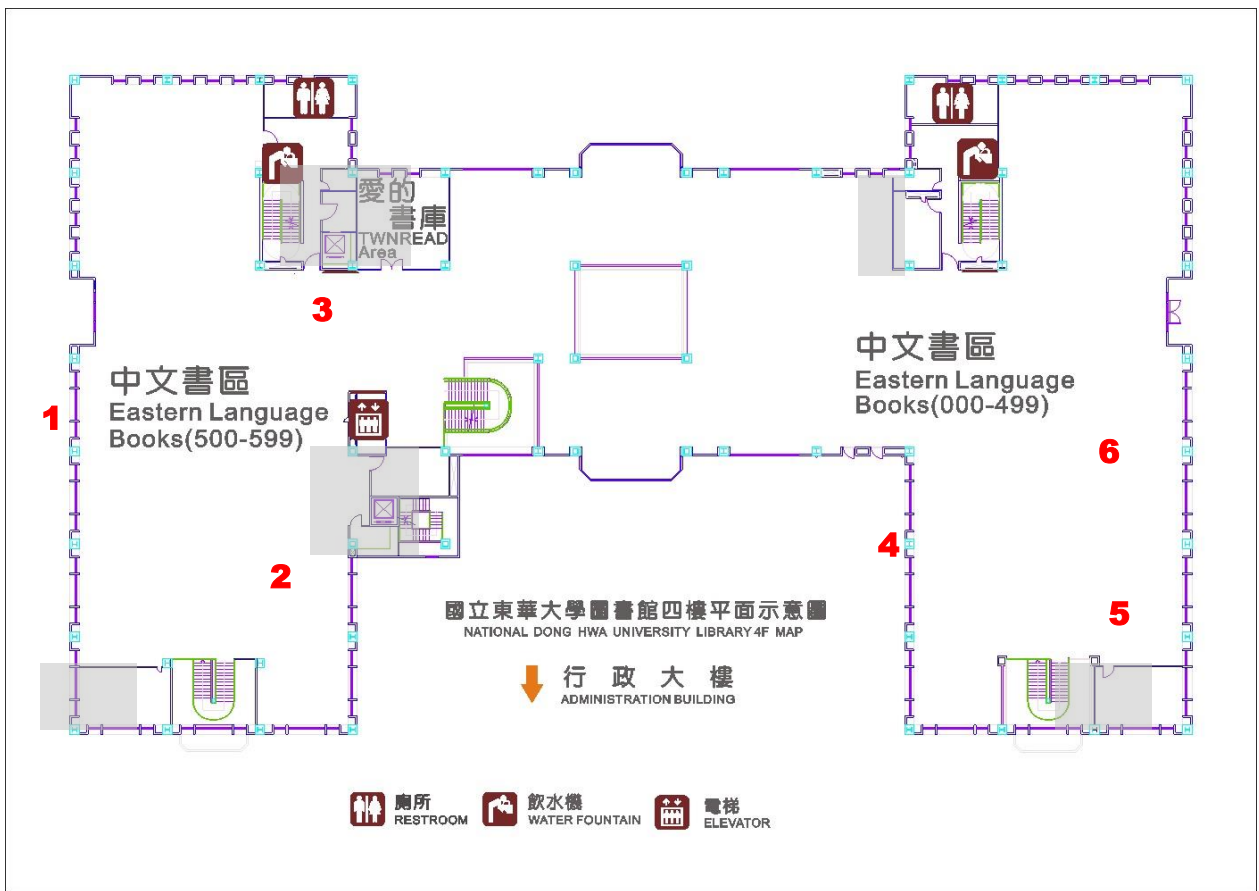 愛的
書庫
TWNREAD
Area
3
中文書區
Eastern Language
Books(500-599)
1
中文書區
Eastern Language
Books(000-499)
6
2
4
5
國立東華大學圖書館四樓平面示意圖
NATIONAL DONG HWA UNIVERSITY LIBRARY 4F MAP
行政大樓
ADMINISTRATION BUILDING
廁所
RESTROOM
飲水機
WATER FOUNTAIN
電梯
ELEVATOR